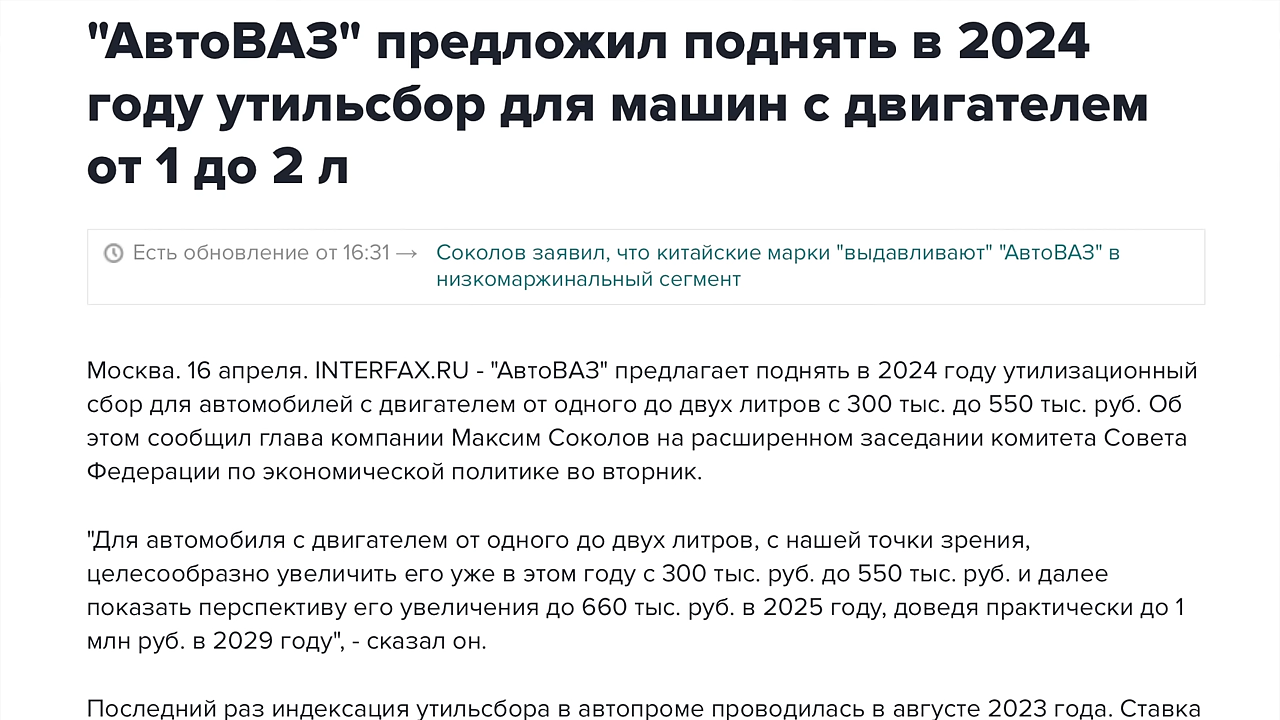 "АвтоВАЗ" предложил поднять в 2024
году утильсбор для машин с двигателем
от 1 до 2 л
Есть обновление от 16:31 → Соколов заявил, что китайские марки "выдавливают" "АвтоВАЗ" в
низкомаржинальный сегмент
Москва. 16 апреля. INTERFAX.RU - "АвтоВАЗ" предлагает поднять в 2024 году утилизационный
сбор для автомобилей с двигателем от одного до двух литров с 300 тыс. до 550 тыс. руб. Об
этом сообщил глава компании Максим Соколов на расширенном заседании комитета Совета
Федерации по экономической политике во вторник.
"Для автомобиля с двигателем от одного до двух литров, с нашей точки зрения,
целесообразно увеличить его уже в этом году с 300 тыс. руб. до 550 тыс. руб. и далее
показать перспективу его увеличения до 660 тыс. руб. в 2025 году, доведя практически до 1
млн руб. в 2029 году", - сказал он.
Последний раз индексация утильсбора в автопроме проводилась в августе 2023 года. Ставка